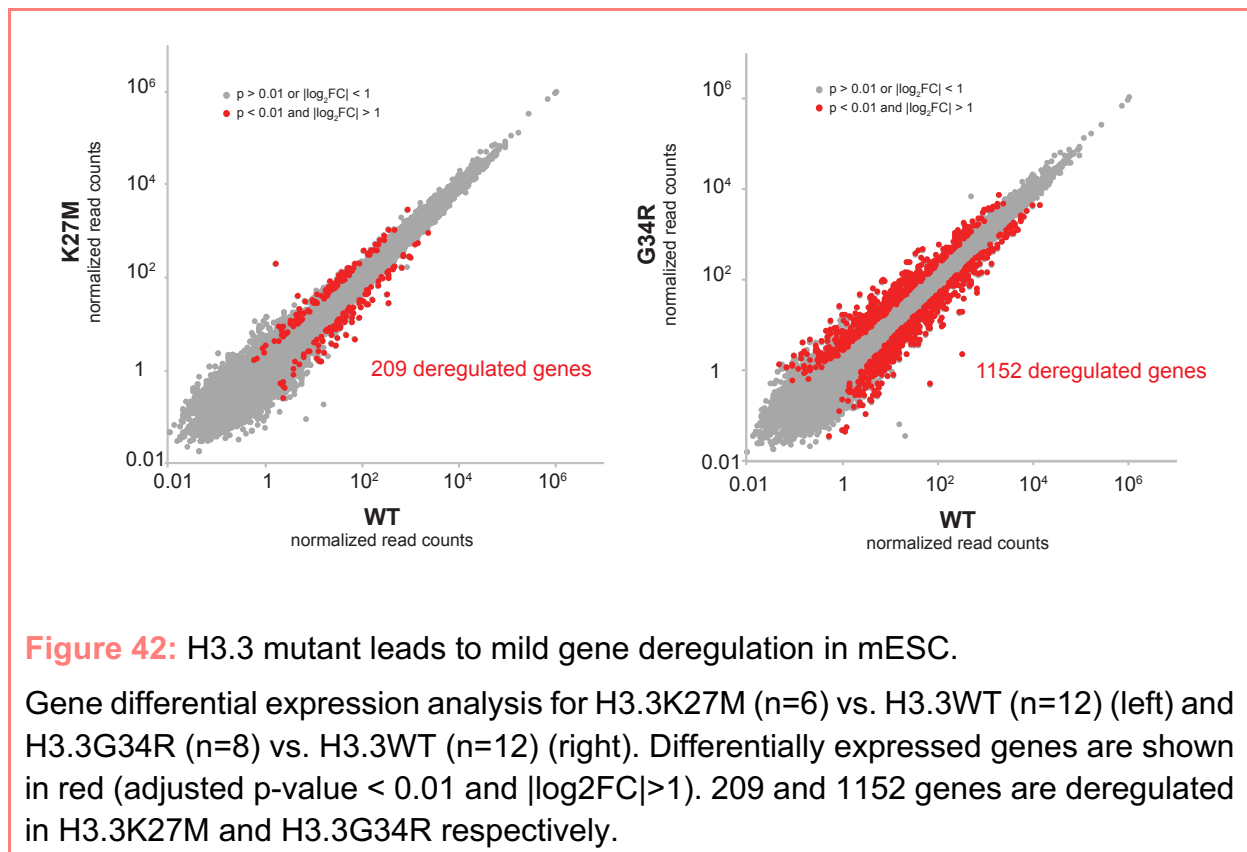 p > 0.01 or |log₂FC| < 1
p < 0.01 and |log₂FC| > 1
K27M
normalized read counts
10⁶
10⁴
10²
1
0.01
209 deregulated genes
0.01 1 10² 10⁴ 10⁶
WT
normalized read counts
p > 0.01 or |log₂FC| < 1
p < 0.01 and |log₂FC| > 1
G34R
normalized read counts
10⁶
10⁴
10²
1
0.01
1152 deregulated genes
0.01 1 10² 10⁴ 10⁶
WT
normalized read counts
Figure 42: H3.3 mutant leads to mild gene deregulation in mESC.
Gene differential expression analysis for H3.3K27M (n=6) vs. H3.3WT (n=12) (left) and
H3.3G34R (n=8) vs. H3.3WT (n=12) (right). Differentially expressed genes are shown
in red (adjusted p-value < 0.01 and |log2FC|>1). 209 and 1152 genes are deregulated
in H3.3K27M and H3.3G34R respectively.